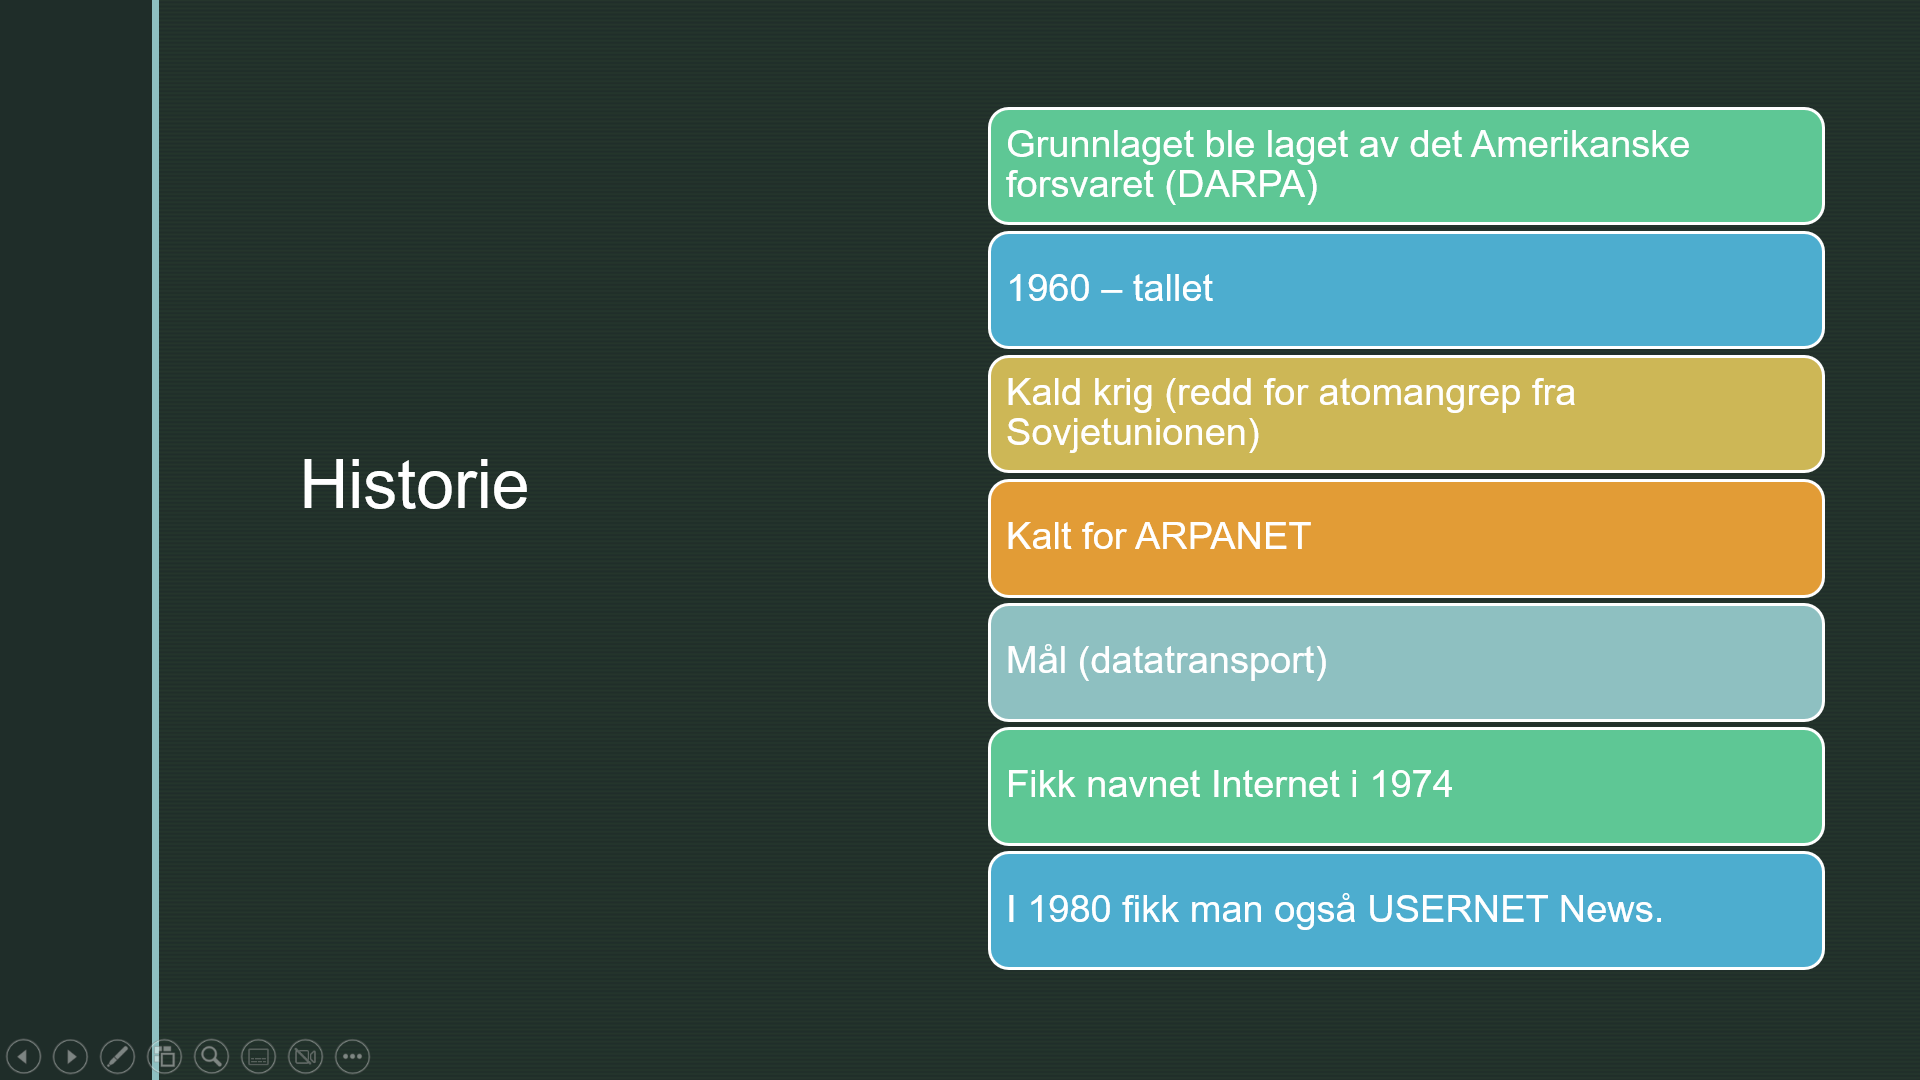 Historie
Grunnlaget ble laget av det Amerikanske
forsvaret (DARPA)
1960 – tallet
Kald krig (redd for atomangrep fra
Sovjetunionen)
Kalt for ARPANET
Mål (datatransport)
Fikk navnet Internet i 1974
I 1980 fikk man også USERNET News.